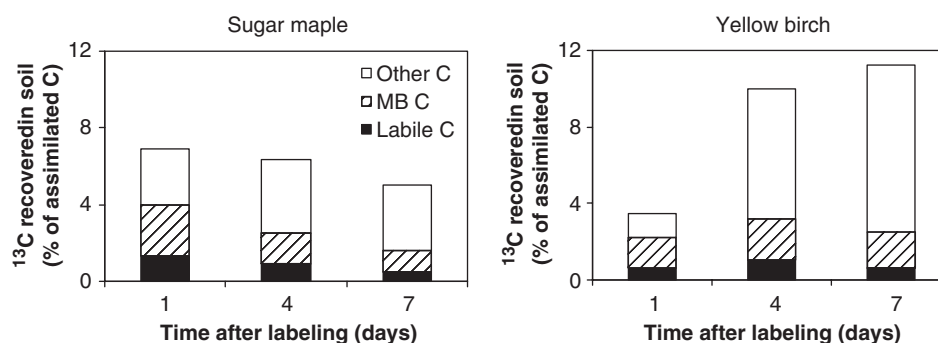 Sugar maple
12
8
4
0
¹³C recoveredin soil
(% of assimilated C)
Other C
MB C
Labile C
1 4 7
Time after labeling (days)
Yellow birch
12
8
4
0
¹³C recoveredin soil
(% of assimilated C)
1 4 7
Time after labeling (days)